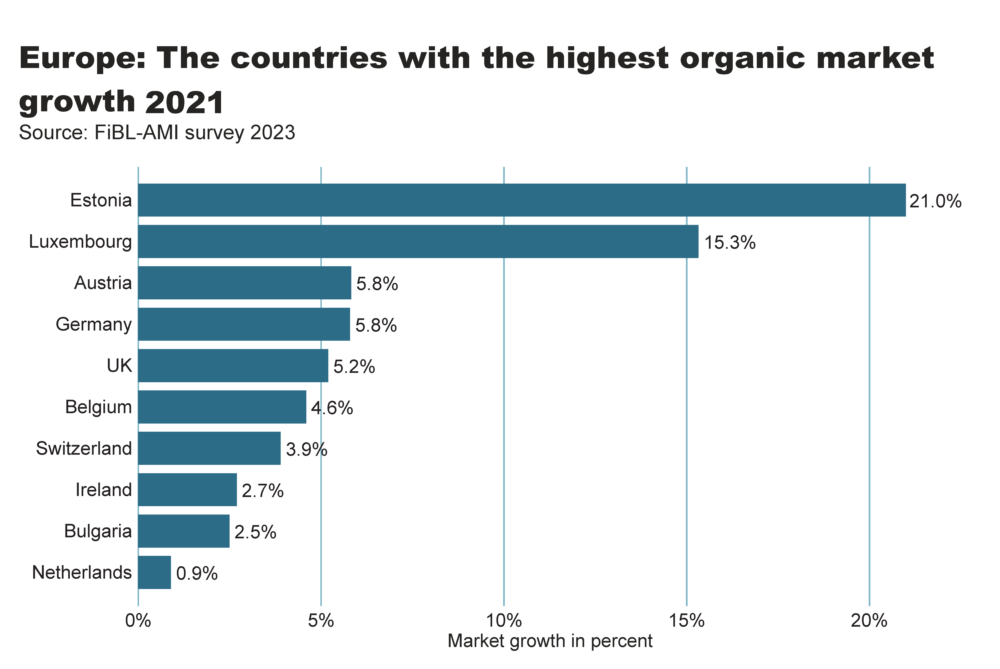 Europe: The countries with the highest organic market
growth 2021
Source: FiBL-AMI survey 2023
Estonia 21.0%
Luxembourg 15.3%
Austria 5.8%
Germany 5.8%
UK 5.2%
Belgium 4.6%
Switzerland 3.9%
Ireland 2.7%
Bulgaria 2.5%
Netherlands 0.9%
0% 5% 10% 15% 20%
Market growth in percent